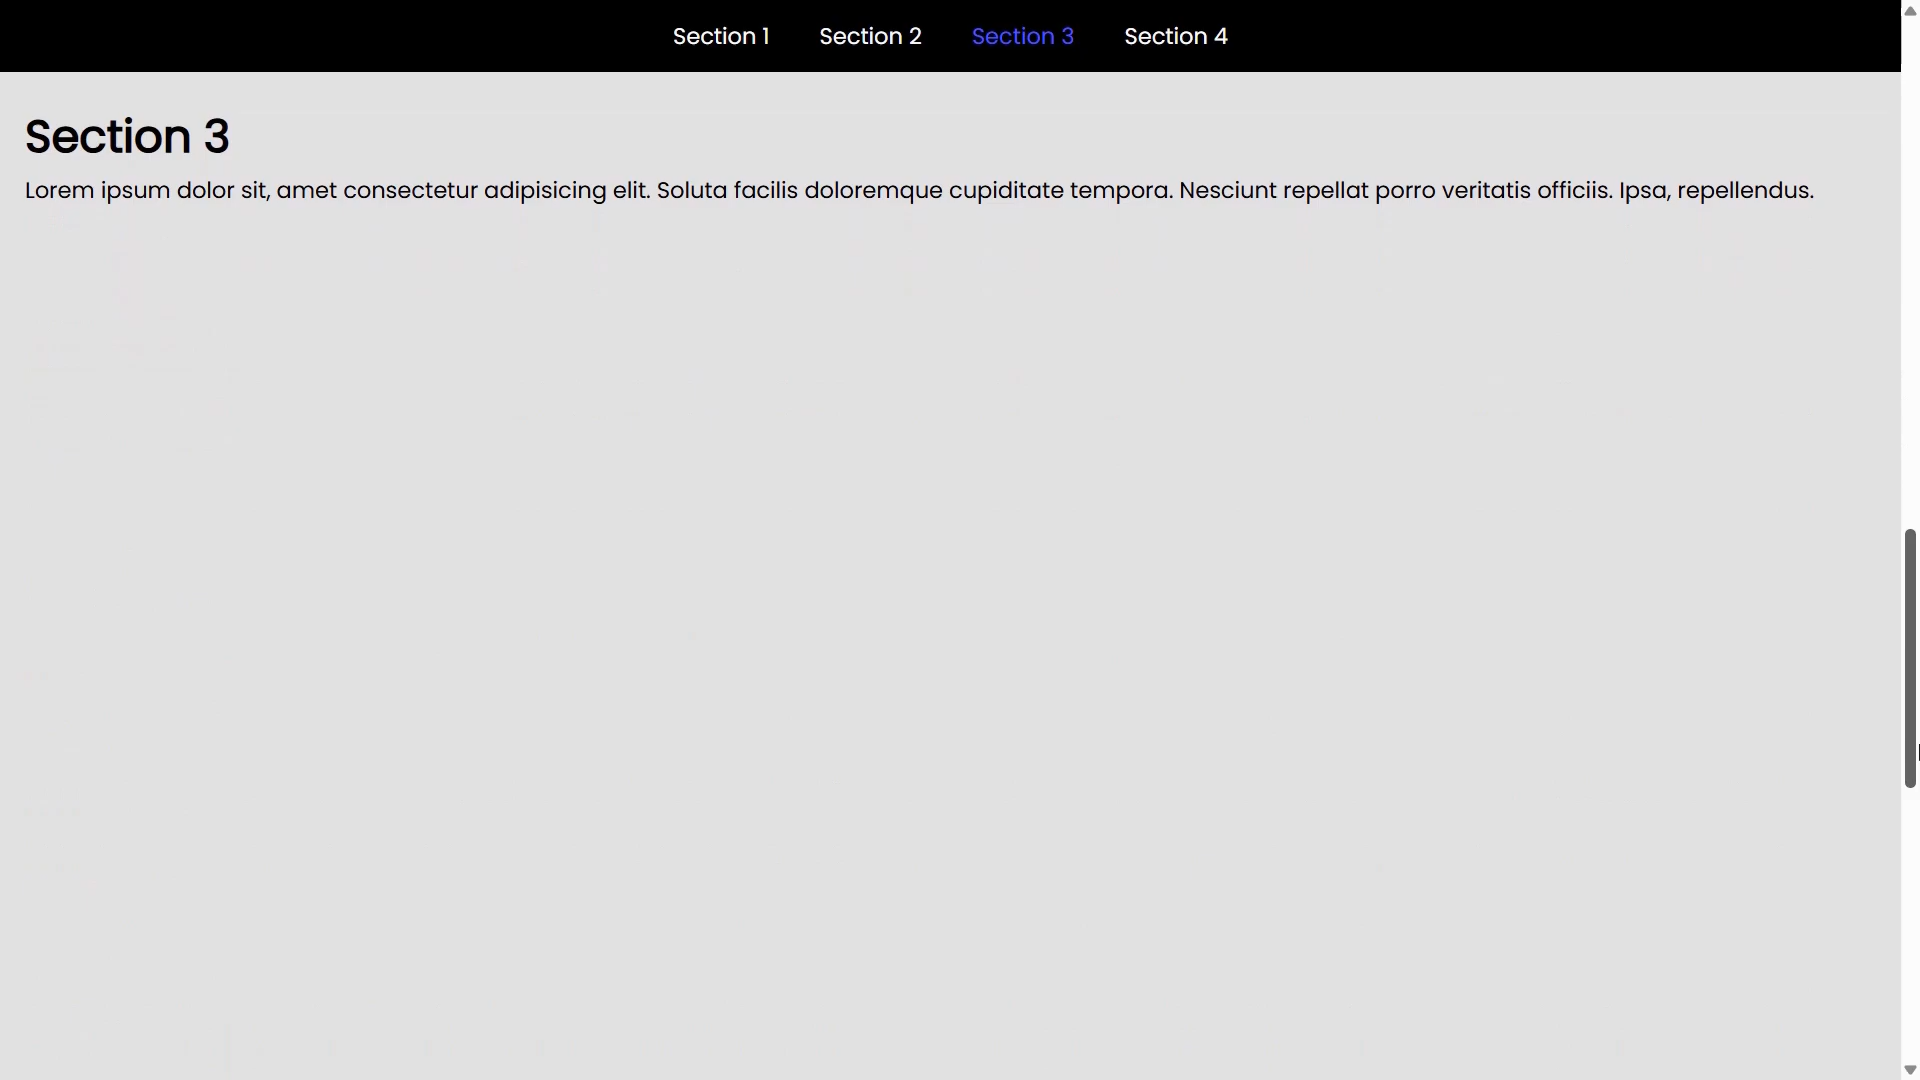 Section 1 Section 2 Section 3 Section 4
Section 3
Lorem ipsum dolor sit, amet consectetur adipisicing elit. Soluta facilis doloremque cupiditate tempora. Nesciunt repellat porro veritatis officiis. Ipsa, repellendus.